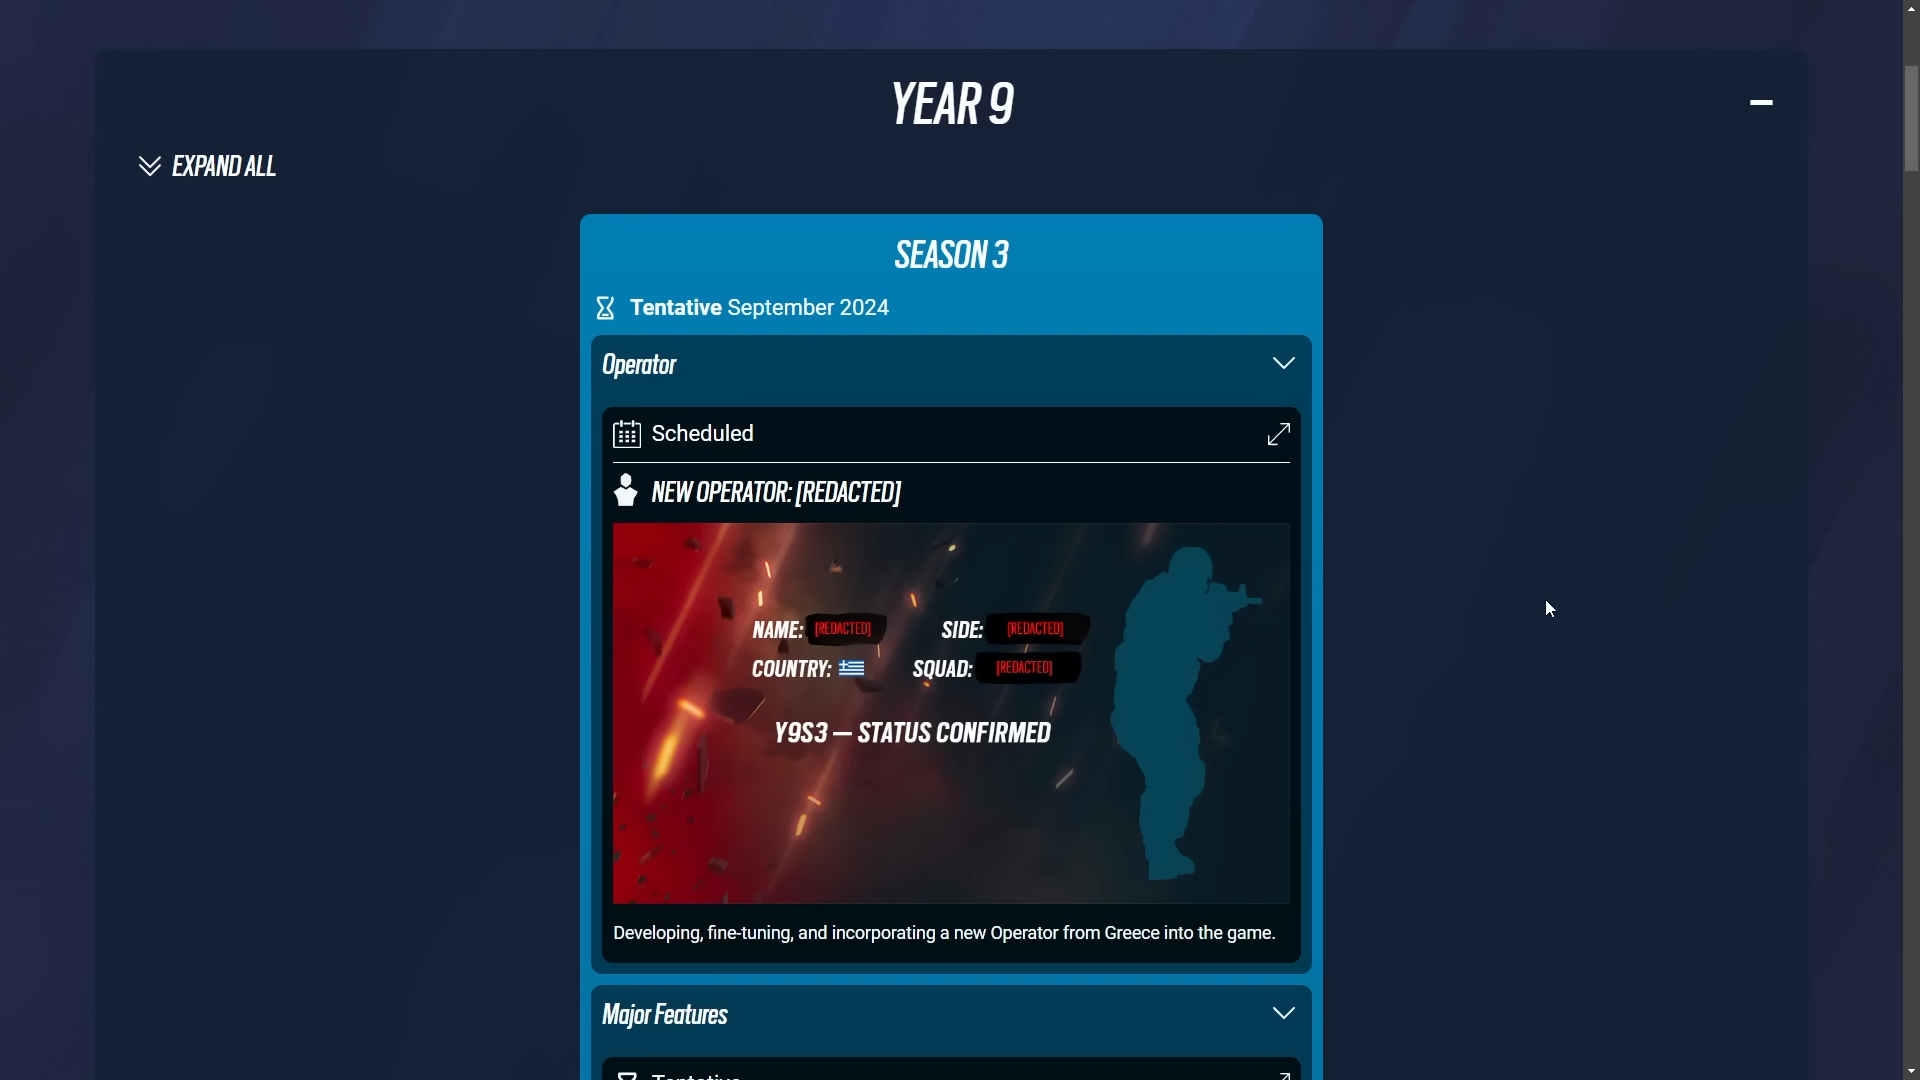 YEAR 9
EXPAND ALL
SEASON 3
Tentative September 2024
Operator
Scheduled
NEW OPERATOR: [REDACTED]
NAME: [REDACTED] SIDE: [REDACTED]
COUNTRY: SQUAD: [REDACTED]
Y9S3 — STATUS CONFIRMED
Developing, fine-tuning, and incorporating a new Operator from Greece into the game.
Major Features
Tentative